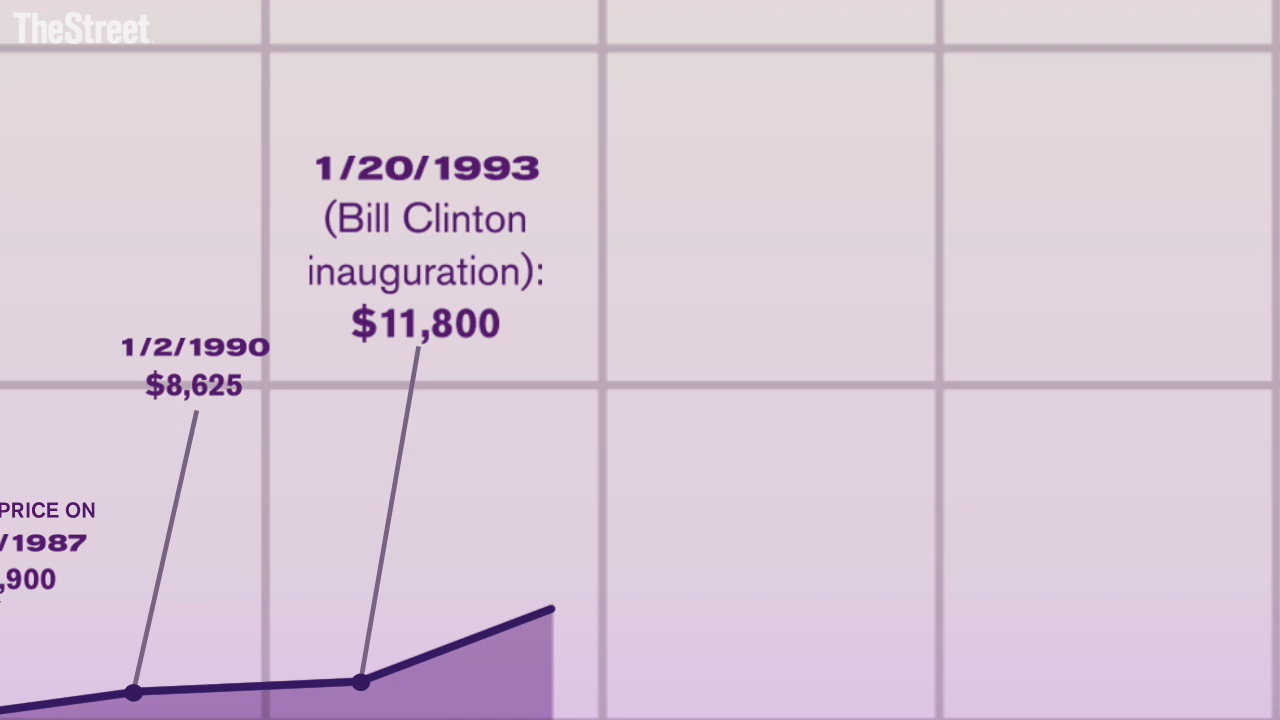 TheStreet
1/20/1993
(Bill Clinton
inauguration):
$11,800
1/2/1990
$8,625
PRICE ON
/1987
,900